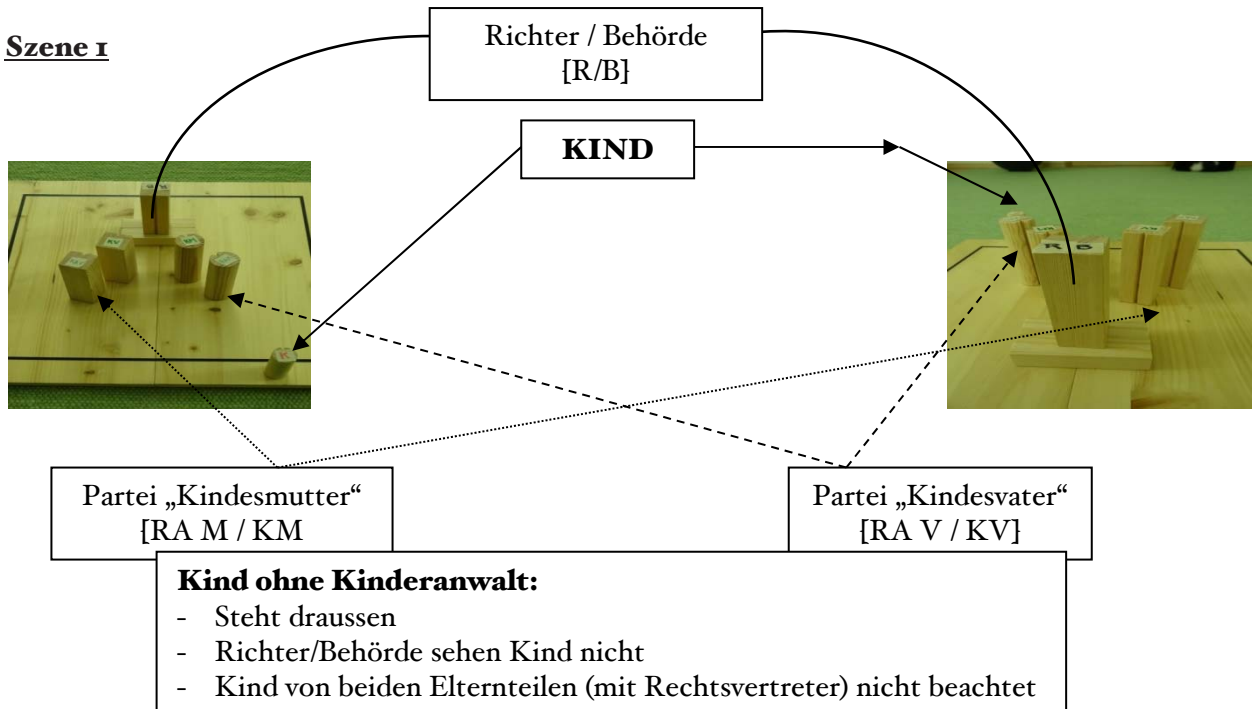 Szene 1
Richter / Behörde
[R/B]
KIND
KV
R B
Partei „Kindesmutter“
[RA M / KM
Partei „Kindesvater“
[RA V / KV]
Kind ohne Kinderanwalt:
- Steht draussen
- Richter/Behörde sehen Kind nicht
- Kind von beiden Elternteilen (mit Rechtsvertreter) nicht beachtet